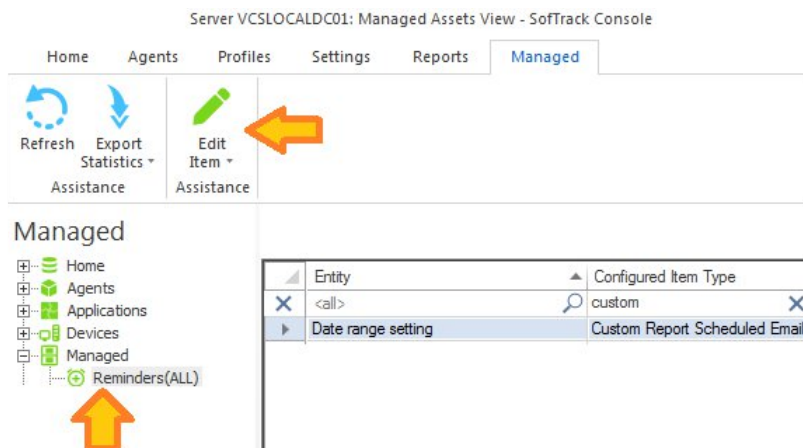 Server VCSLOCALDC01: Managed Assets View - SofTrack Console
Home Agents Profiles Settings Reports Managed
Refresh Export Statistics Edit Item
Assistance Assistance
Managed
Home
Agents
Applications
Devices
Managed
Reminders(ALL)
Entity Configured Item Type
<all> custom
Date range setting Custom Report Scheduled Email